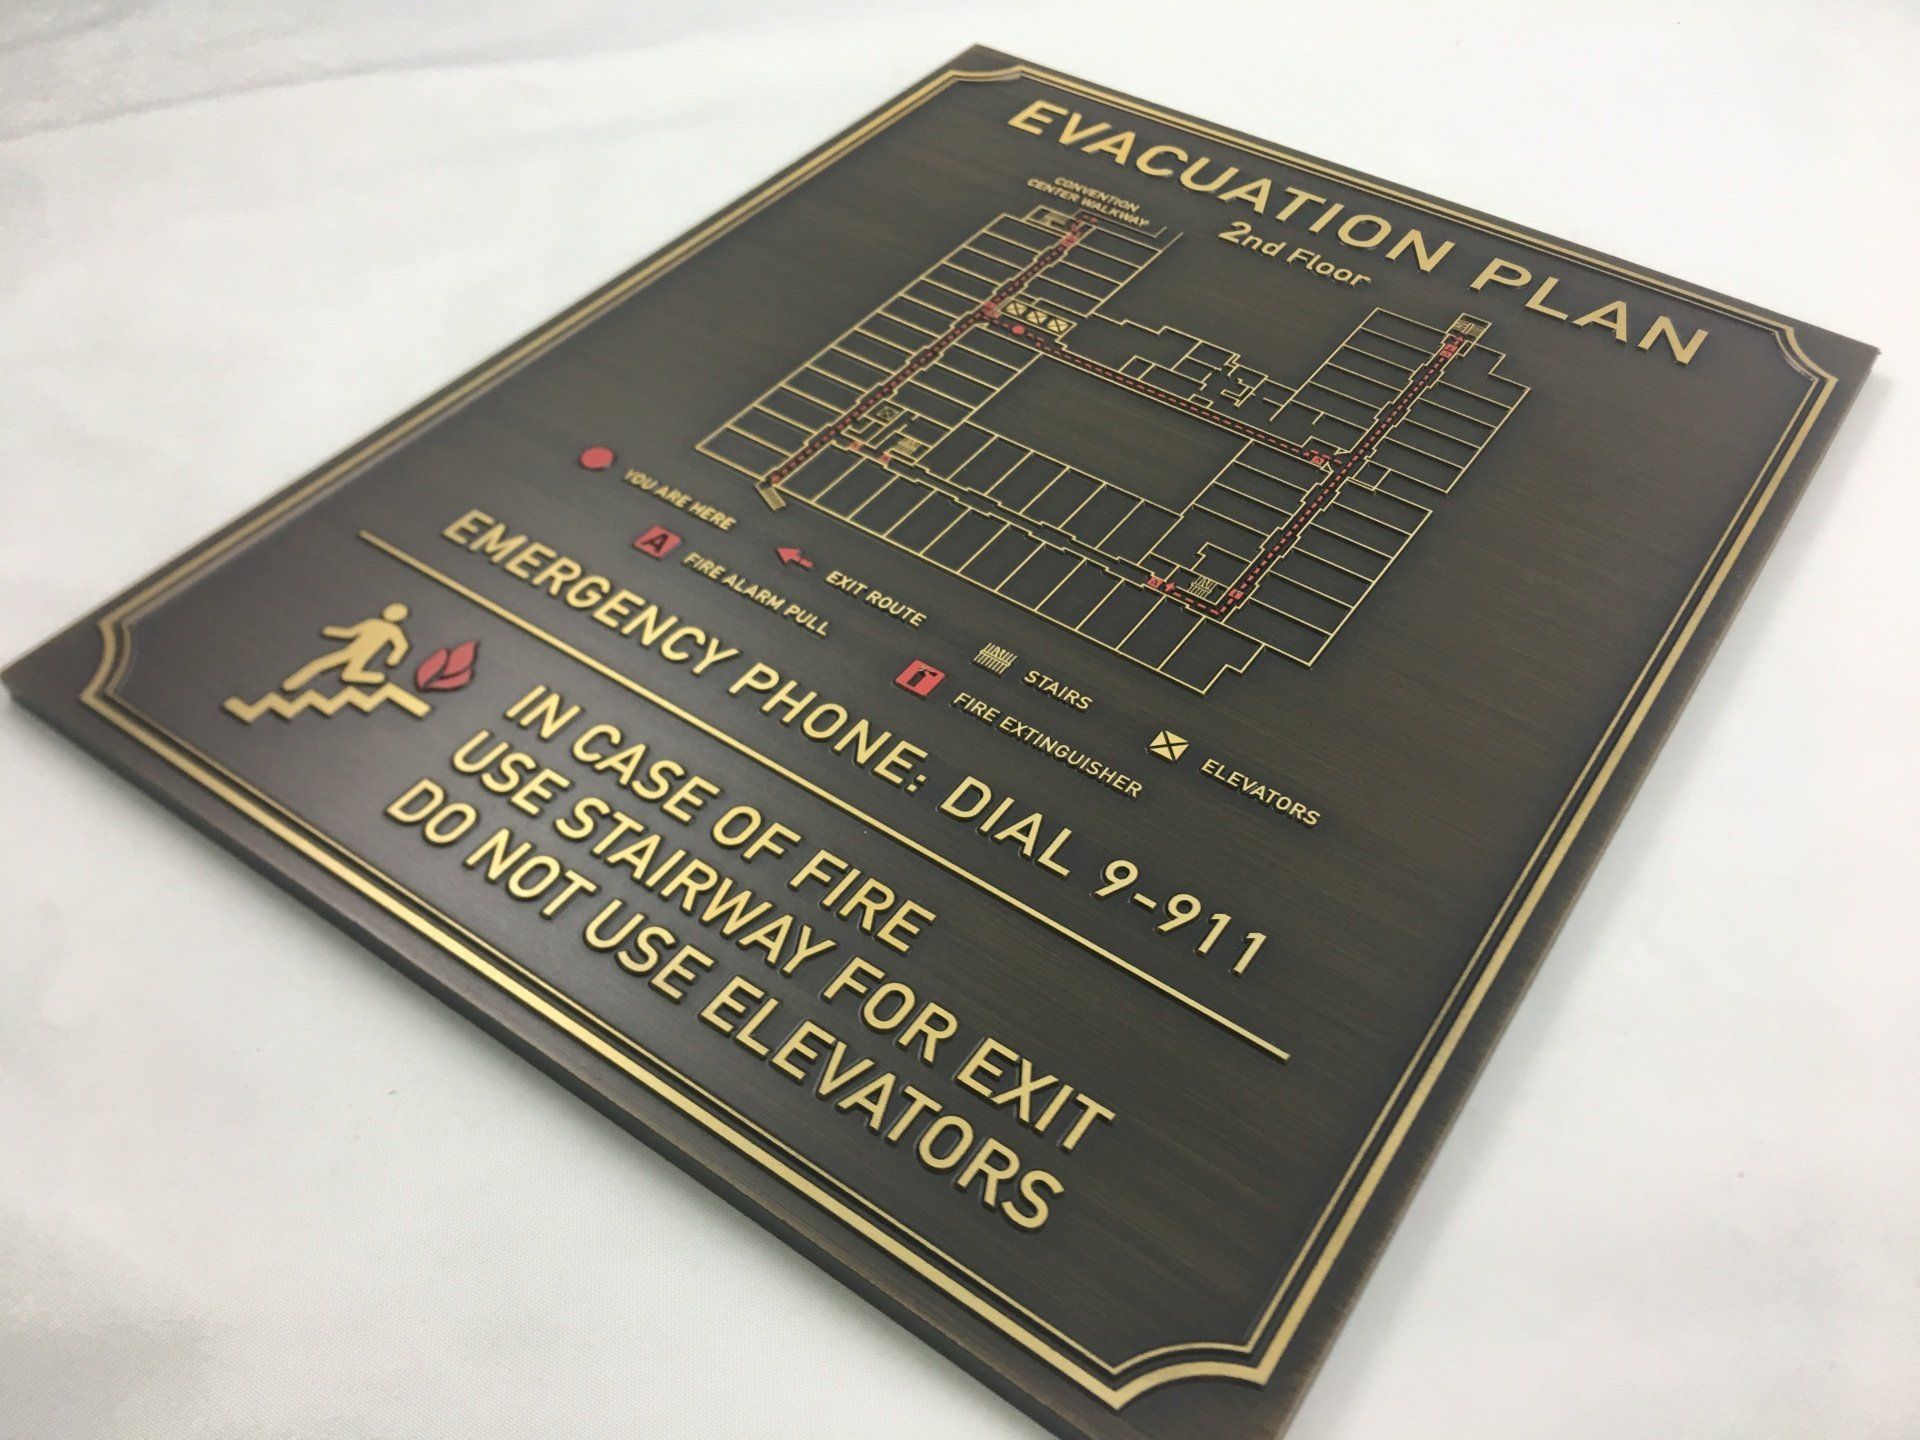 EVACUATION PLAN
2nd Floor
CONVENTION
CENTER WALKWAY
YOU ARE HERE
EXIT ROUTE
STAIRS
ELEVATORS
A
FIRE ALARM PULL
FIRE EXTINGUISHER
EMERGENCY PHONE: DIAL 9-911
IN CASE OF FIRE
USE STAIRWAY FOR EXIT
DO NOT USE ELEVATORS